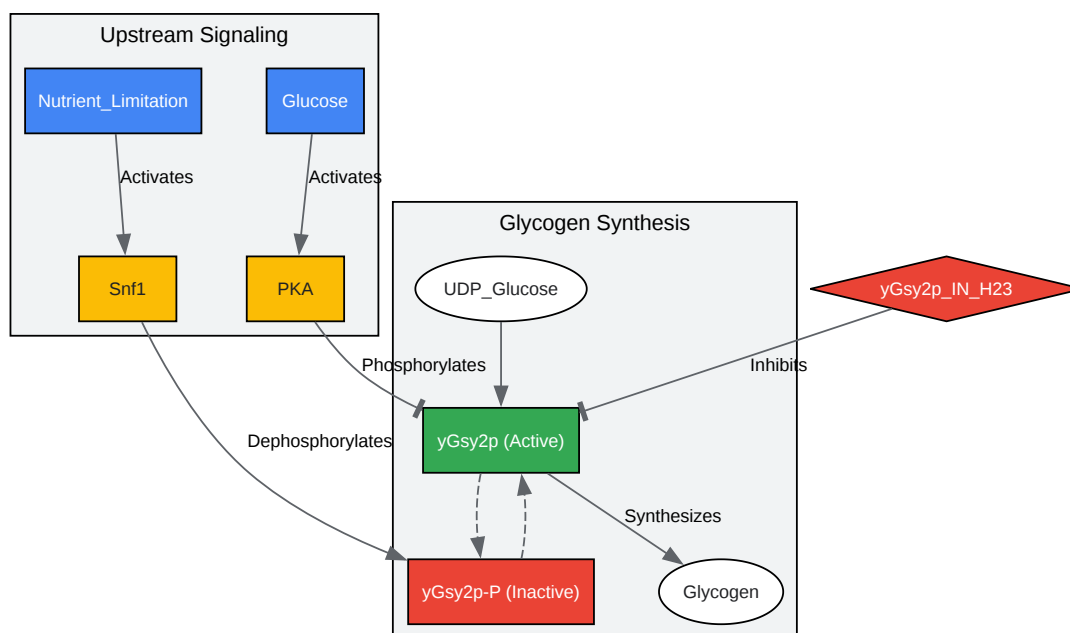 Upstream Signaling
Nutrient_Limitation
Glucose
Activates
Activates
Glycogen Synthesis
Snf1
PKA
UDP_Glucose
yGsy2p_IN_H23
Phosphorylates
Inhibits
Dephosphorylates
yGsy2p (Active)
Synthesizes
yGsy2p-P (Inactive)
Glycogen